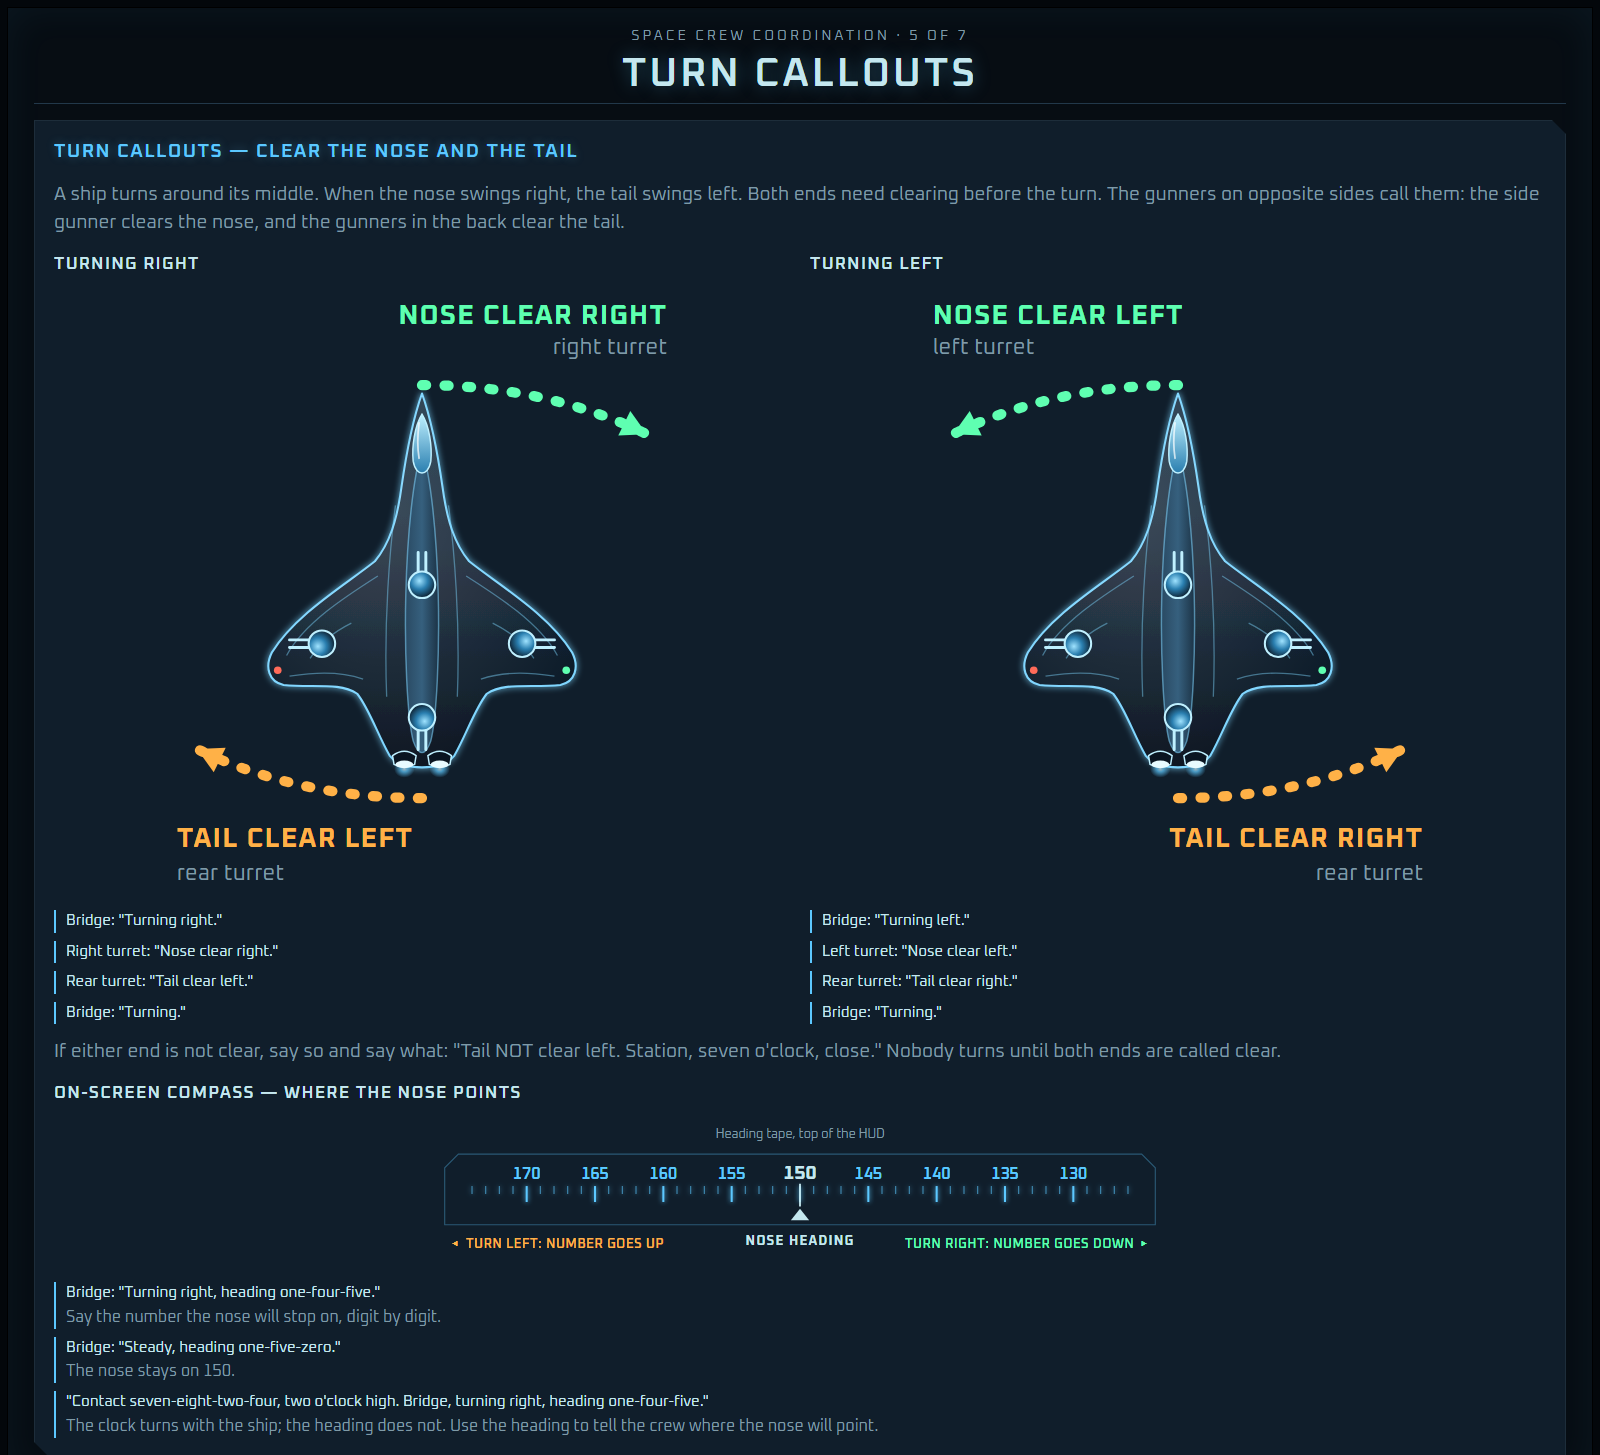 SPACE CREW COORDINATION · 5 OF 7
TURN CALLOUTS
TURN CALLOUTS — CLEAR THE NOSE AND THE TAIL
A ship turns around its middle. When the nose swings right, the tail swings left. Both ends need clearing before the turn. The gunners on opposite sides call them: the side
gunner clears the nose, and the gunners in the back clear the tail.
TURNING RIGHT
NOSE CLEAR RIGHT
right turret
TAIL CLEAR LEFT
rear turret
Bridge: "Turning right."
Right turret: "Nose clear right."
Rear turret: "Tail clear left."
Bridge: "Turning."
TURNING LEFT
NOSE CLEAR LEFT
left turret
TAIL CLEAR RIGHT
rear turret
Bridge: "Turning left."
Left turret: "Nose clear left."
Rear turret: "Tail clear right."
Bridge: "Turning."
If either end is not clear, say so and say what: "Tail NOT clear left. Station, seven o'clock, close." Nobody turns until both ends are called clear.
ON-SCREEN COMPASS — WHERE THE NOSE POINTS
Heading tape, top of the HUD
170 165 160 155 150 145 140 135 130
◂ TURN LEFT: NUMBER GOES UP NOSE HEADING TURN RIGHT: NUMBER GOES DOWN ▸
Bridge: "Turning right, heading one-four-five."
Say the number the nose will stop on, digit by digit.
Bridge: "Steady, heading one-five-zero."
The nose stays on 150.
"Contact seven-eight-two-four, two o'clock high. Bridge, turning right, heading one-four-five."
The clock turns with the ship; the heading does not. Use the heading to tell the crew where the nose will point.